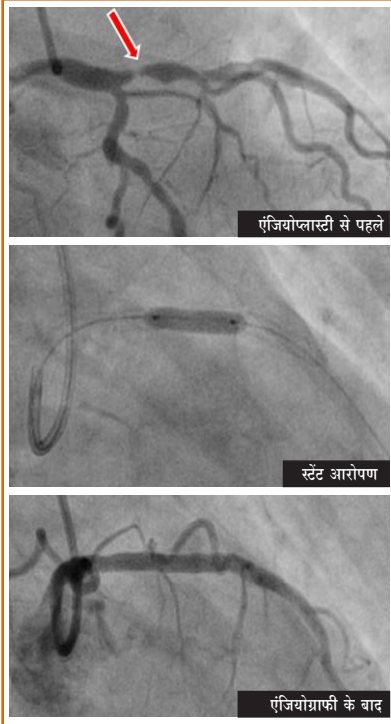 एंजियोप्लास्टी से पहले
स्टेंट आरोपण
एंजियोग्राफी के बाद